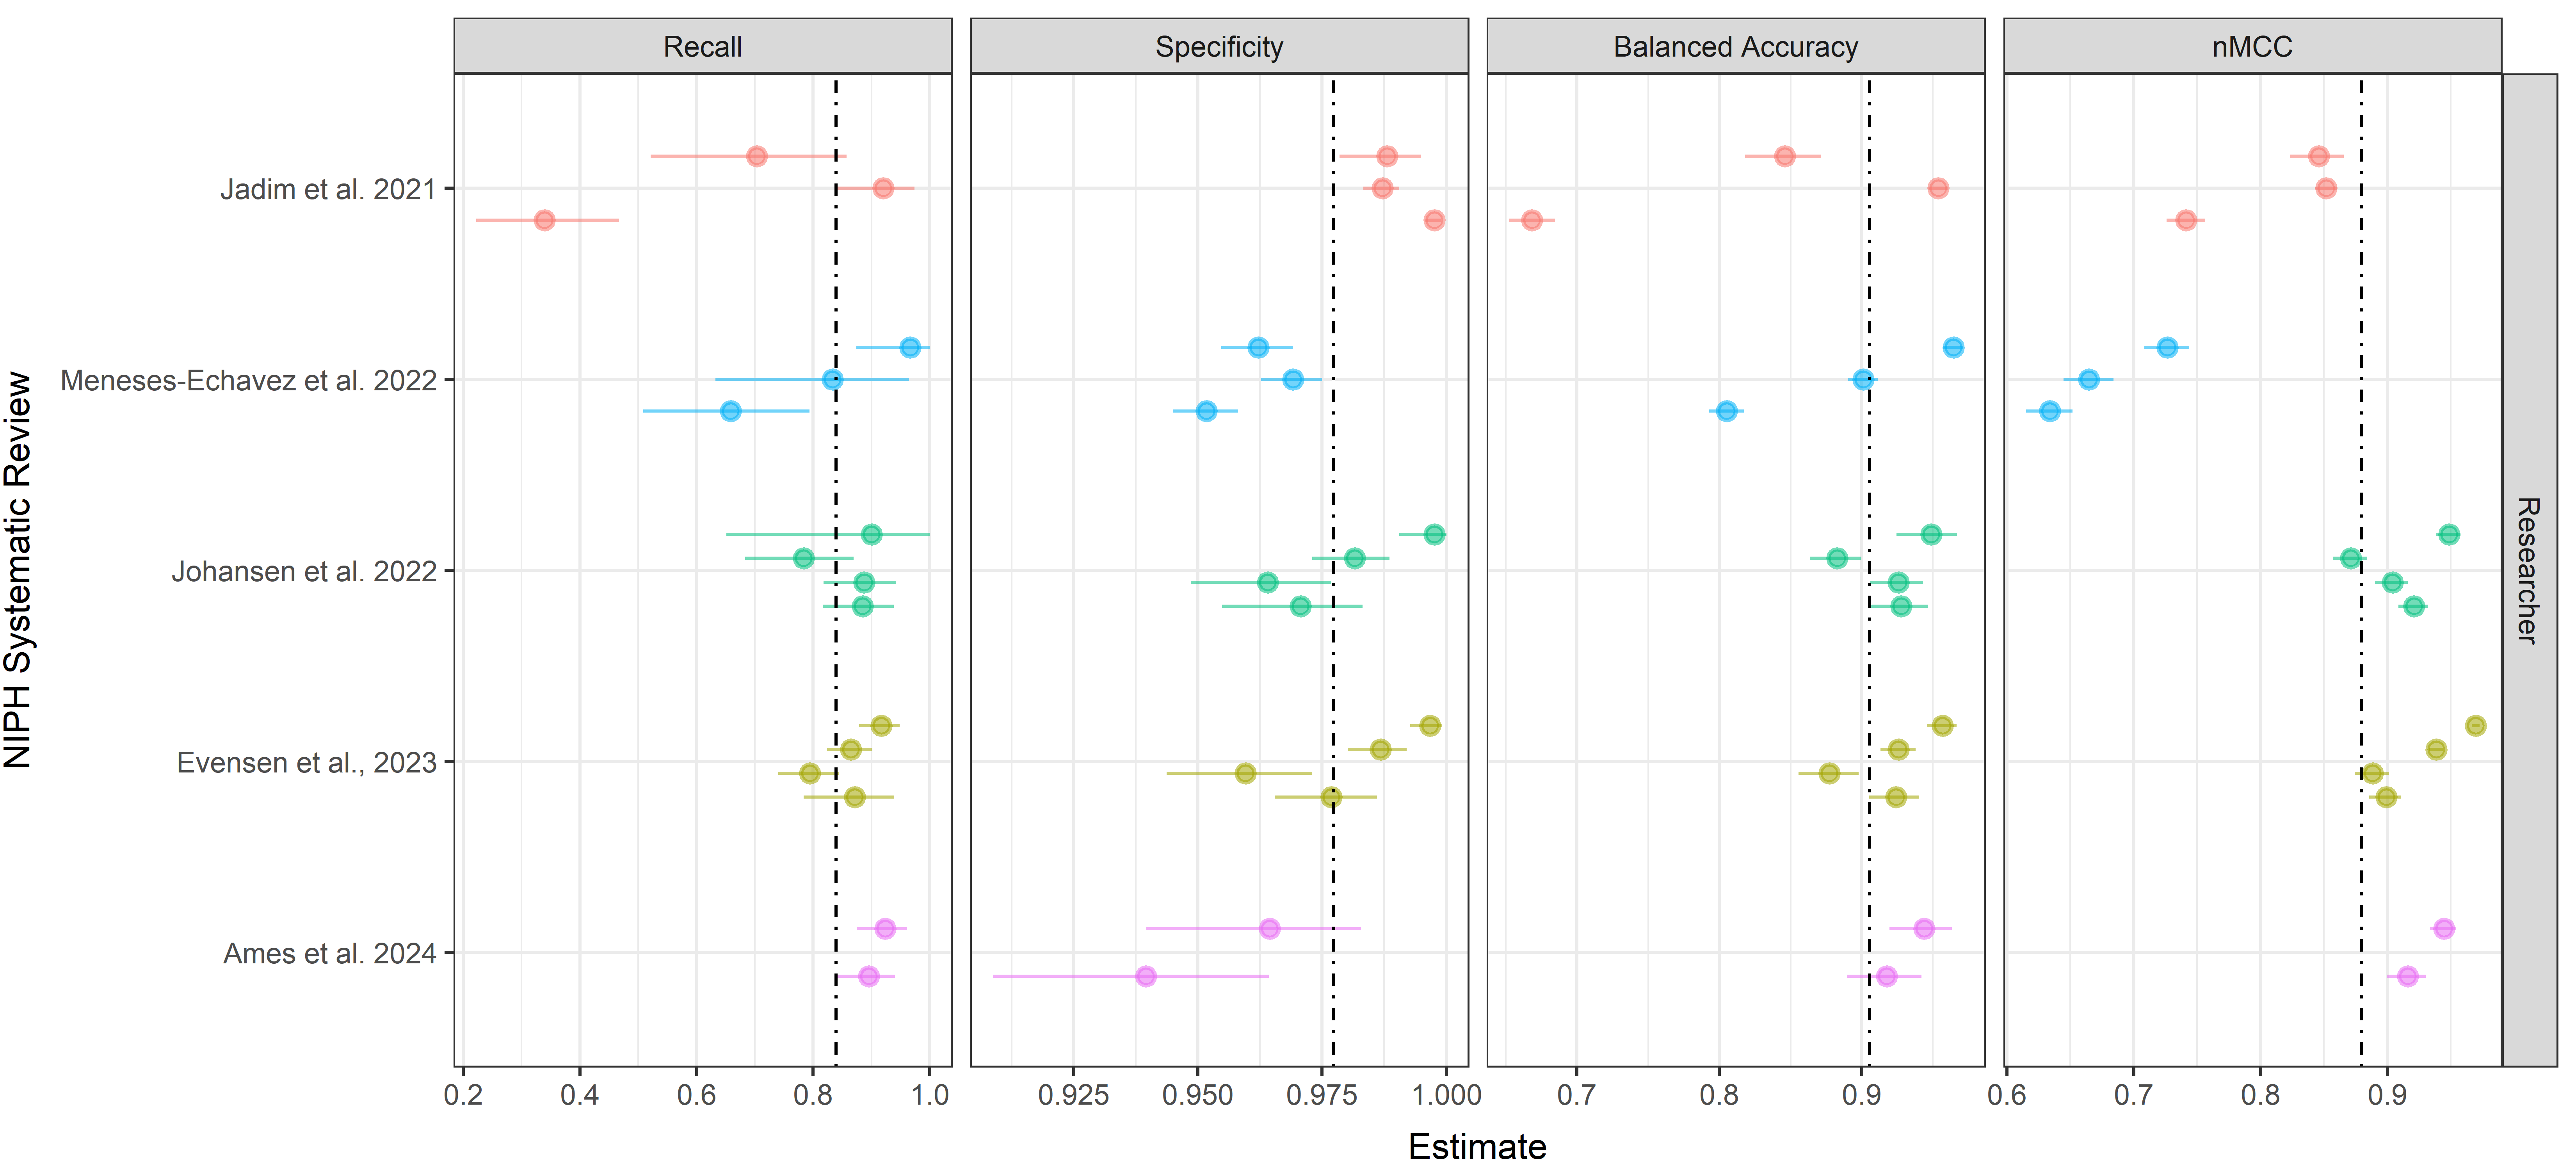 Recall
Specificity
Balanced Accuracy
nMCC
NIPH Systematic Review
Jadim et al. 2021
Meneses-Echavez et al. 2022
Johansen et al. 2022
Evensen et al., 2023
Ames et al. 2024
Researcher
0.2 0.4 0.6 0.8 1.0
0.925 0.950 0.975 1.000
0.7 0.8 0.9
0.6 0.7 0.8 0.9
Estimate